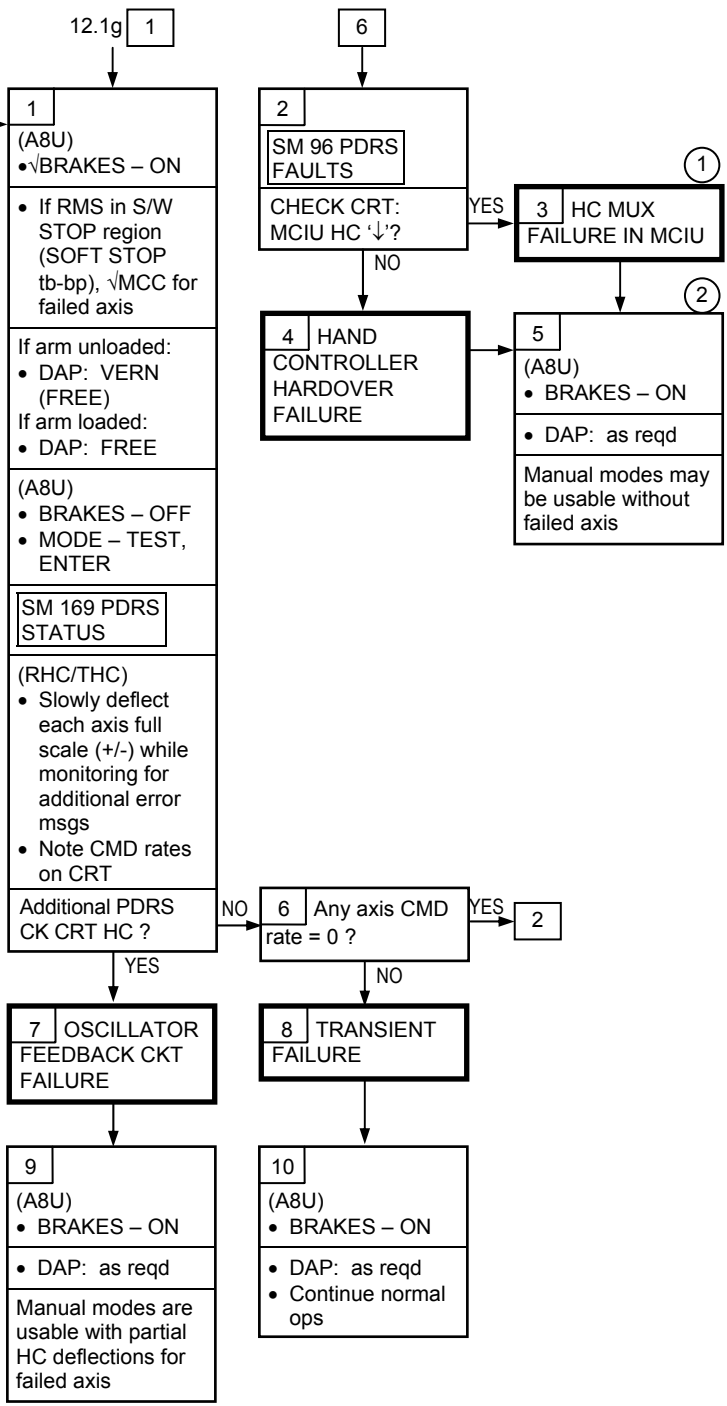 12.1g 1
1
(A8U)
•√BRAKES – ON
• If RMS in S/W
STOP region
(SOFT STOP
tb-bp), √MCC for
failed axis
If arm unloaded:
• DAP: VERN
(FREE)
If arm loaded:
• DAP: FREE
(A8U)
• BRAKES – OFF
• MODE – TEST,
ENTER
SM 169 PDRS
STATUS
(RHC/THC)
• Slowly deflect
each axis full
scale (+/-) while
monitoring for
additional error
msgs
• Note CMD rates
on CRT
Additional PDRS
CK CRT HC ?
NO
YES
6
2
SM 96 PDRS
FAULTS
CHECK CRT:
MCIU HC ‘↓’?
YES
NO
1
3 HC MUX
FAILURE IN MCIU
4 HAND
CONTROLLER
HARDOVER
FAILURE
2
5
(A8U)
• BRAKES – ON
• DAP: as reqd
Manual modes may
be usable without
failed axis
6 Any axis CMD
rate = 0 ?
YES
2
NO
7 OSCILLATOR
FEEDBACK CKT
FAILURE
8 TRANSIENT
FAILURE
9
(A8U)
• BRAKES – ON
• DAP: as reqd
Manual modes are
usable with partial
HC deflections for
failed axis
10
(A8U)
• BRAKES – ON
• DAP: as reqd
• Continue normal
ops